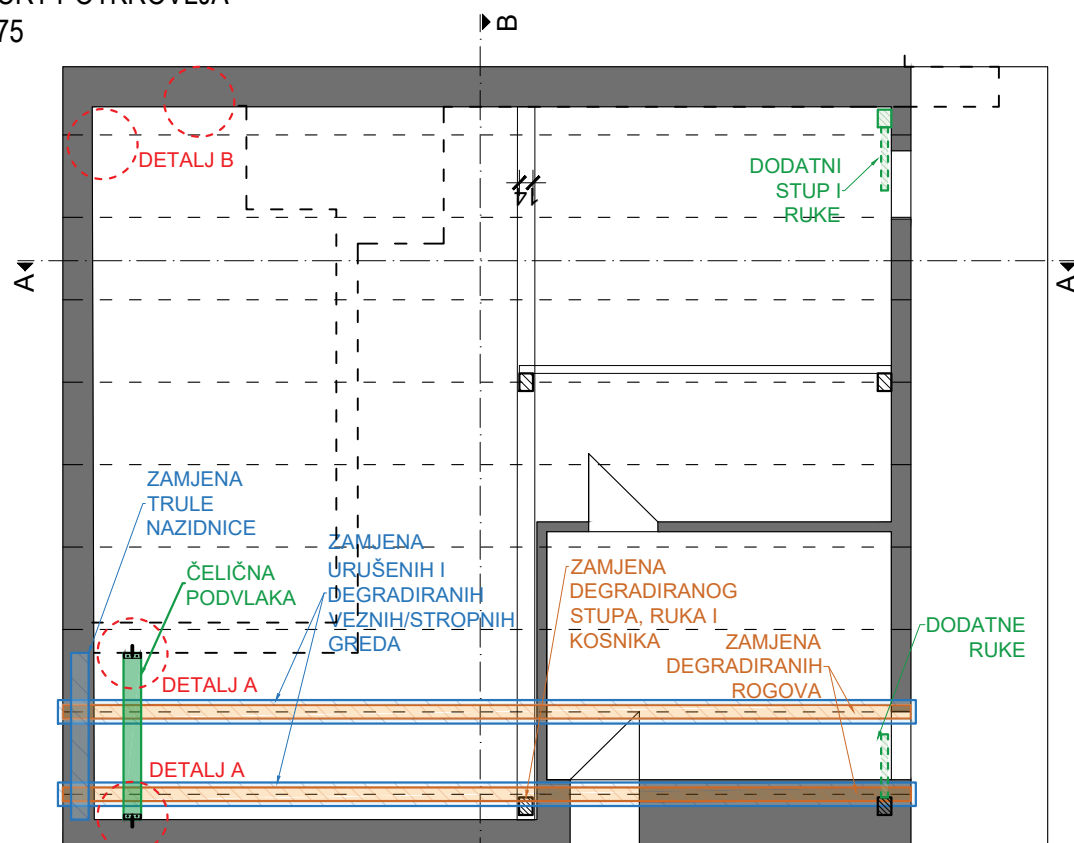 75
B
DETALJ B
DODATNI
STUP I
RUKE
14
A
A
ZAMJENA
TRULE
NAZIDNICE
ČELIČNA
PODVLAKA
ZAMJENA
URUŠENIH I
DEGRADIRANIH
VEZNIH/STROPNIH
GREDA
ZAMJENA
DEGRADIRANOG
STUPA, RUKA I
KOSNIKA
ZAMJENA
DEGRADIRANIH
ROGOVA
DODATNE
RUKE
DETALJ A
DETALJ A